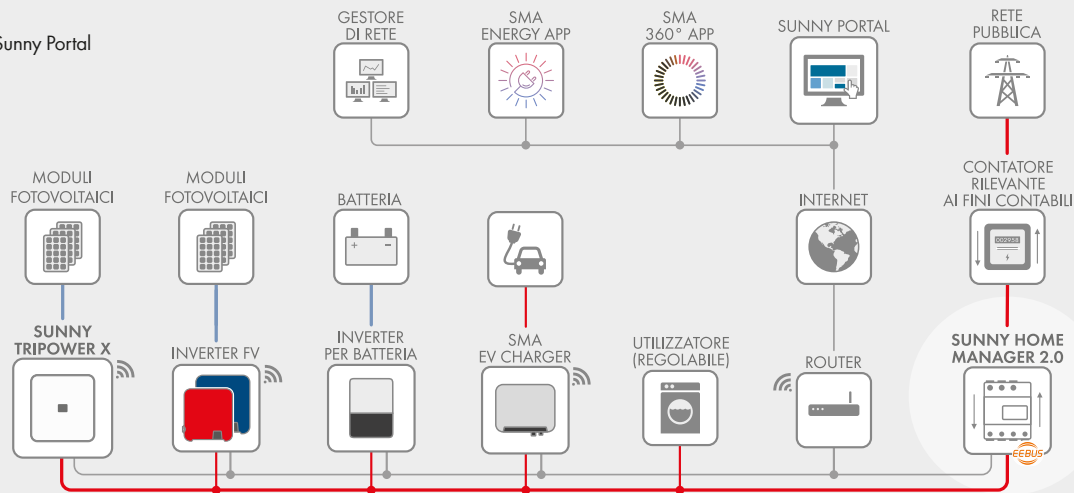 Sunny Portal
GESTORE
DI RETE
SMA
ENERGY APP
SMA
360° APP
SUNNY PORTAL
RETE
PUBBLICA
MODULI
FOTOVOLTAICI
MODULI
FOTOVOLTAICI
BATTERIA
INTERNET
CONTATORE
RILEVANTE
AI FINI CONTABILI
002958
SUNNY
TRIPOWER X
INVERTER FV
INVERTER
PER BATTERIA
SMA
EV CHARGER
UTILIZZATORE
(REGOLABILE)
ROUTER
SUNNY HOME
MANAGER 2.0
EEBUS